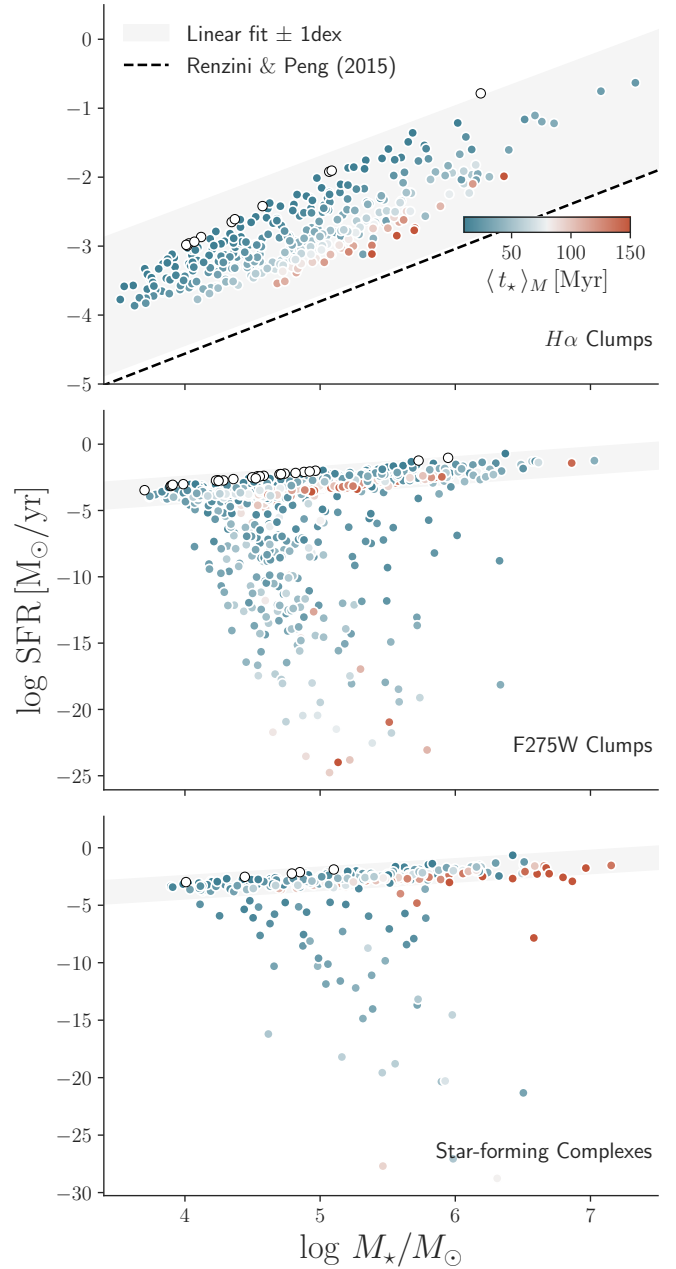 0
−1
−2
−3
−4
−5
Linear fit ± 1dex
Renzini & Peng (2015)
50 100 150
⟨ t⋆ ⟩M [Myr]
Hα Clumps
log SFR [M⊙/yr]
0
−5
−10
−15
−20
−25
F275W Clumps
0
−5
−10
−15
−20
−25
−30
Star-forming Complexes
4 5 6 7
log M⋆/M⊙